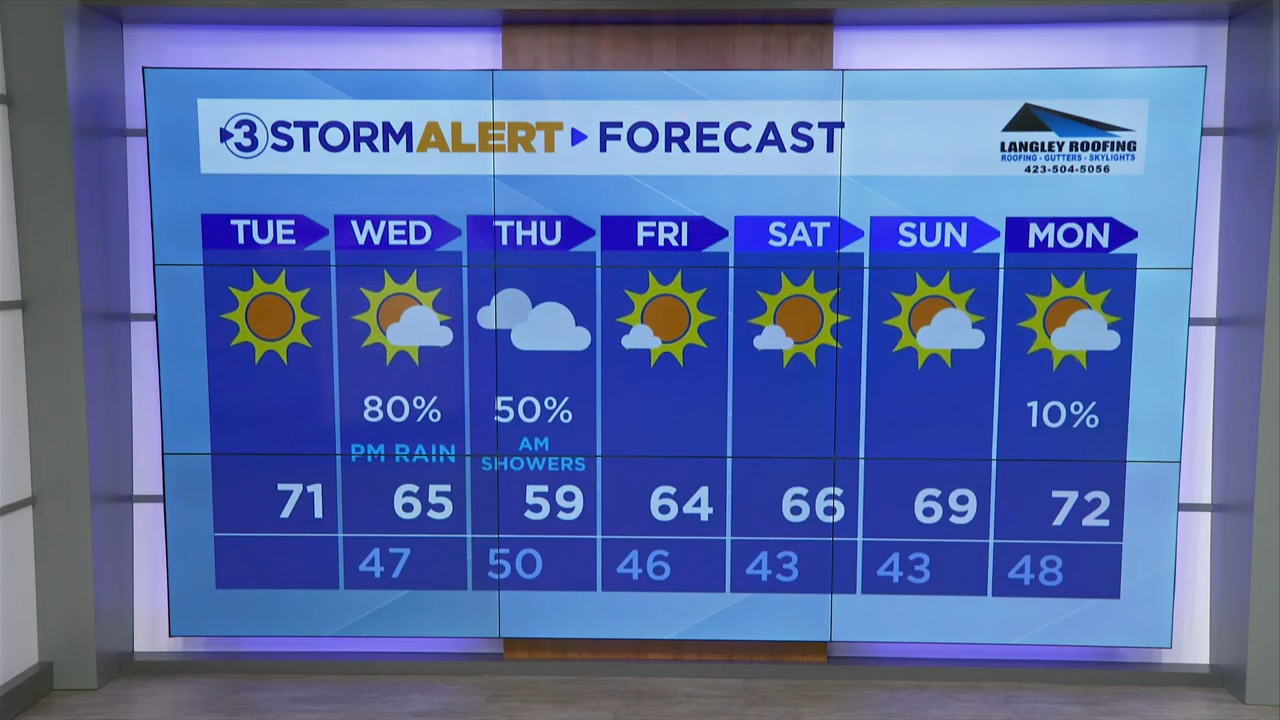 3 STORMALERT FORECAST
LANGLEY ROOFING
ROOFING - GUTTERS - SKYLIGHTS
423-504-5056
TUE WED THU FRI SAT SUN MON
80% 50% 10%
PM RAIN AM SHOWERS
71 65 59 64 66 69 72
47 50 46 43 43 48